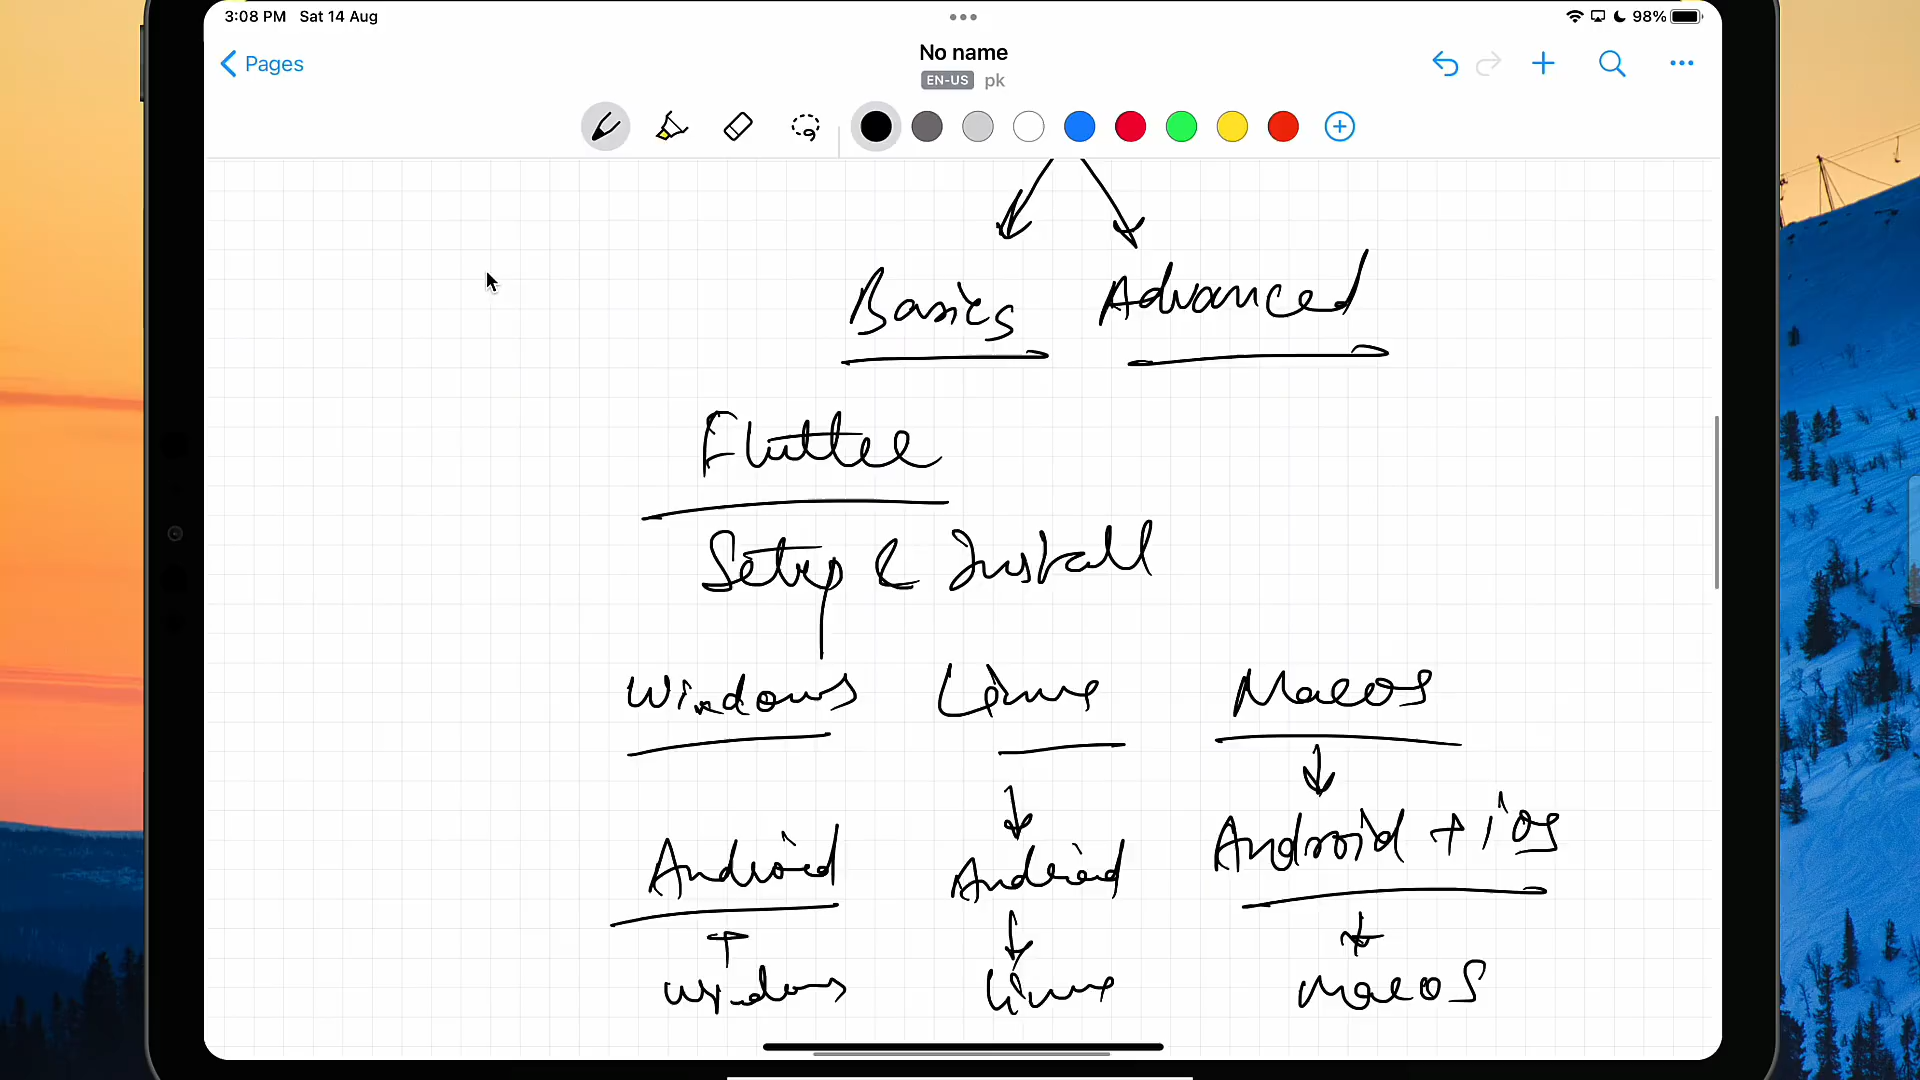 3:08 PM Sat 14 Aug
98%
Pages
No name
EN-US pk
Basics Advanced
Flutter
Setup & Install
Windows Linux Macos
Android Android Android + ios
Windows Linux MacOS